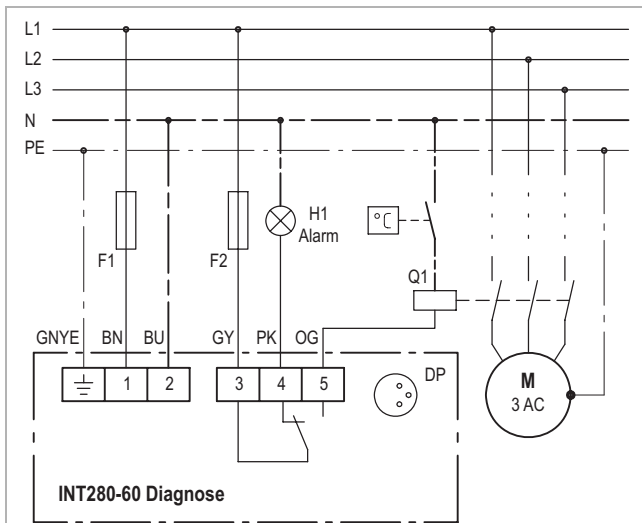 L1
L2
L3
N
PE
F1
F2
H1
Alarm
°C
Q1
GNYE BN BU GY PK OG
1 2 3 4 5
DP
M
3 AC
INT280-60 Diagnose